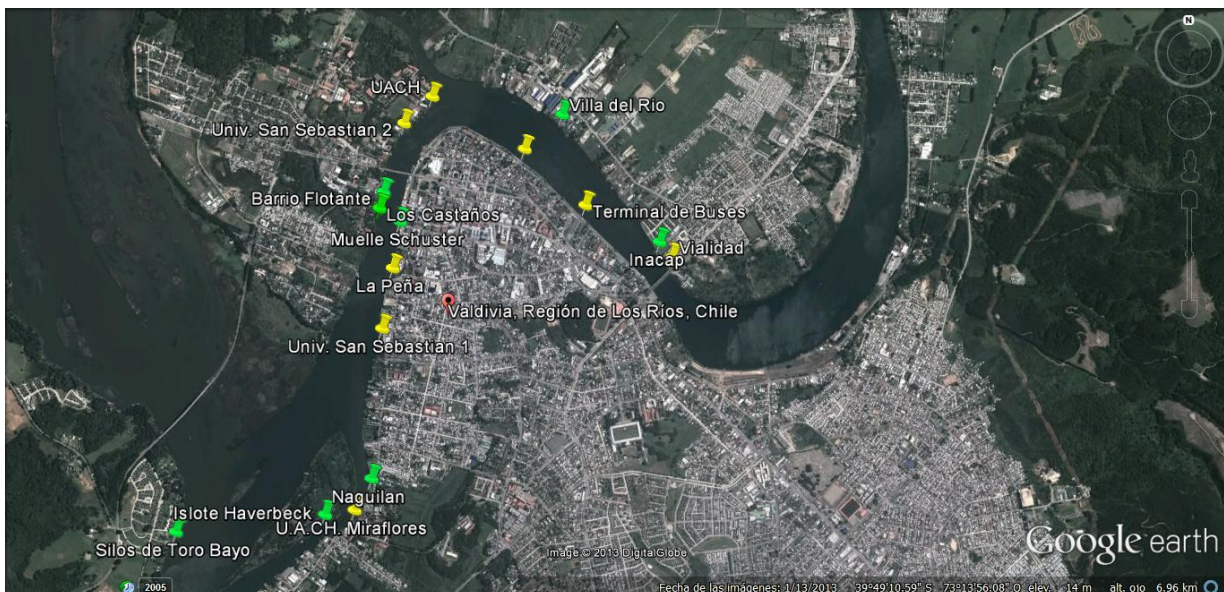 N
UACH
Villa del Rio
Univ. San Sebastian 2
Barrio Flotante
Los Castaños
Terminal de Buses
Muelle Schuster
Vialidad
Inacap
La Peña
Valdivia, Región de Los Ríos, Chile
Univ. San Sebastian 1
Naguilan
Islote Haverbeck
U.A.CH. Miraflores
Silos de Toro Bayo
Image © 2013 DigitalGlobe
Google earth
2005
Fecha de las imágenes: 1/13/2013 39°49'10.59" S 73°13'56.08" O elev. 14 m alt. ojo 6.96 km